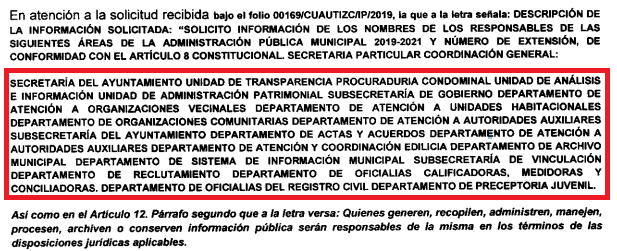 En atención a la solicitud recibida bajo el folio 00169/CUAUTIZC/IP/2019, la que a la letra señala: DESCRIPCIÓN DE
LA INFORMACIÓN SOLICITADA: "SOLICITO INFORMACIÓN DE LOS NOMBRES DE LOS RESPONSABLES DE LAS
SIGUIENTES ÁREAS DE LA ADMINISTRACIÓN PÚBLICA MUNICIPAL 2019-2021 Y NÚMERO DE EXTENSIÓN, DE
CONFORMIDAD CON EL ARTÍCULO 8 CONSTITUCIONAL. SECRETARIA PARTICULAR COORDINACIÓN GENERAL:
SECRETARÍA DEL AYUNTAMIENTO UNIDAD DE TRANSPARENCIA PROCURADURIA CONDOMINAL UNIDAD DE ANÁLISIS
E INFORMACIÓN UNIDAD DE ADMINISTRACIÓN PATRIMONIAL SUBSECRETARÍA DE GOBIERNO DEPARTAMENTO DE
ATENCIÓN A ORGANIZACIONES VECINALES DEPARTAMENTO DE ATENCIÓN A UNIDADES HABITACIONALES
DEPARTAMENTO DE ORGANIZACIONES COMUNITARIAS DEPARTAMENTO DE ATENCIÓN A AUTORIDADES AUXILIARES
SUBSECRETARÍA DEL AYUNTAMIENTO DEPARTAMENTO DE ACTAS Y ACUERDOS DEPARTAMENTO DE ATENCIÓN A
AUTORIDADES AUXILIARES DEPARTAMENTO DE ATENCIÓN Y COORDINACIÓN EDILICIA DEPARTAMENTO DE ARCHIVO
MUNICIPAL DEPARTAMENTO DE SISTEMA DE INFORMACIÓN MUNICIPAL SUBSECRETARÍA DE VINCULACIÓN
DEPARTAMENTO DE RECLUTAMIENTO DEPARTAMENTO DE OFICIALIAS CALIFICADORAS, MEDIDORAS Y
CONCILIADORAS. DEPARTAMENTO DE OFICIALIAS DEL REGISTRO CIVIL DEPARTAMENTO DE PRECEPTORIA JUVENIL.
Así como en el Artículo 12. Párrafo segundo que a la letra versa: Quienes generen, recopilen, administren, manejen,
procesen, archiven o conserven información pública serán responsables de la misma en los términos de las
disposiciones jurídicas aplicables.